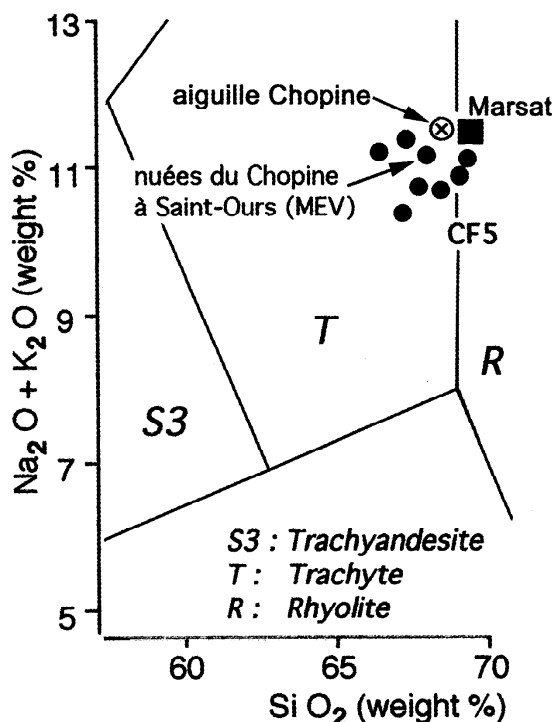 13
11
9
7
5
Na₂O + K₂O (weight %)
aiguille Chopine
Marsat
nuées du Chopine
à Saint-Ours (MEV)
CF5
T
R
S3
S3 : Trachyandesite
T : Trachyte
R : Rhyolite
60
65
70
Si O₂ (weight %)